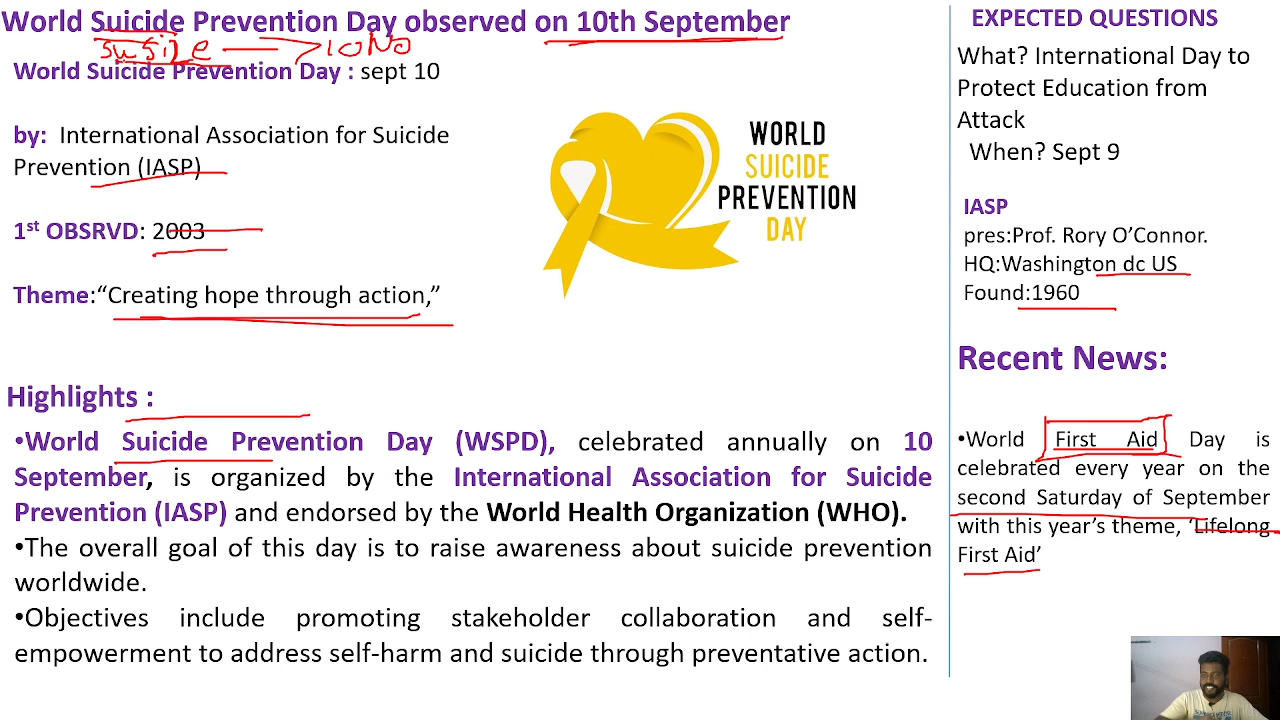 World Suicide Prevention Day observed on 10th September
susize 10 No
World Suicide Prevention Day : sept 10
by: International Association for Suicide
Prevention (IASP)
1st OBSRVD: 2003
Theme:“Creating hope through action,”
WORLD
SUICIDE
PREVENTION
DAY
Highlights :
•World Suicide Prevention Day (WSPD), celebrated annually on 10
September, is organized by the International Association for Suicide
Prevention (IASP) and endorsed by the World Health Organization (WHO).
•The overall goal of this day is to raise awareness about suicide prevention
worldwide.
•Objectives include promoting stakeholder collaboration and self-
empowerment to address self-harm and suicide through preventative action.
EXPECTED QUESTIONS
What? International Day to
Protect Education from
Attack
When? Sept 9
IASP
pres:Prof. Rory O’Connor.
HQ:Washington dc US
Found:1960
Recent News:
•World First Aid Day is
celebrated every year on the
second Saturday of September
with this year’s theme, ‘Lifelong
First Aid’